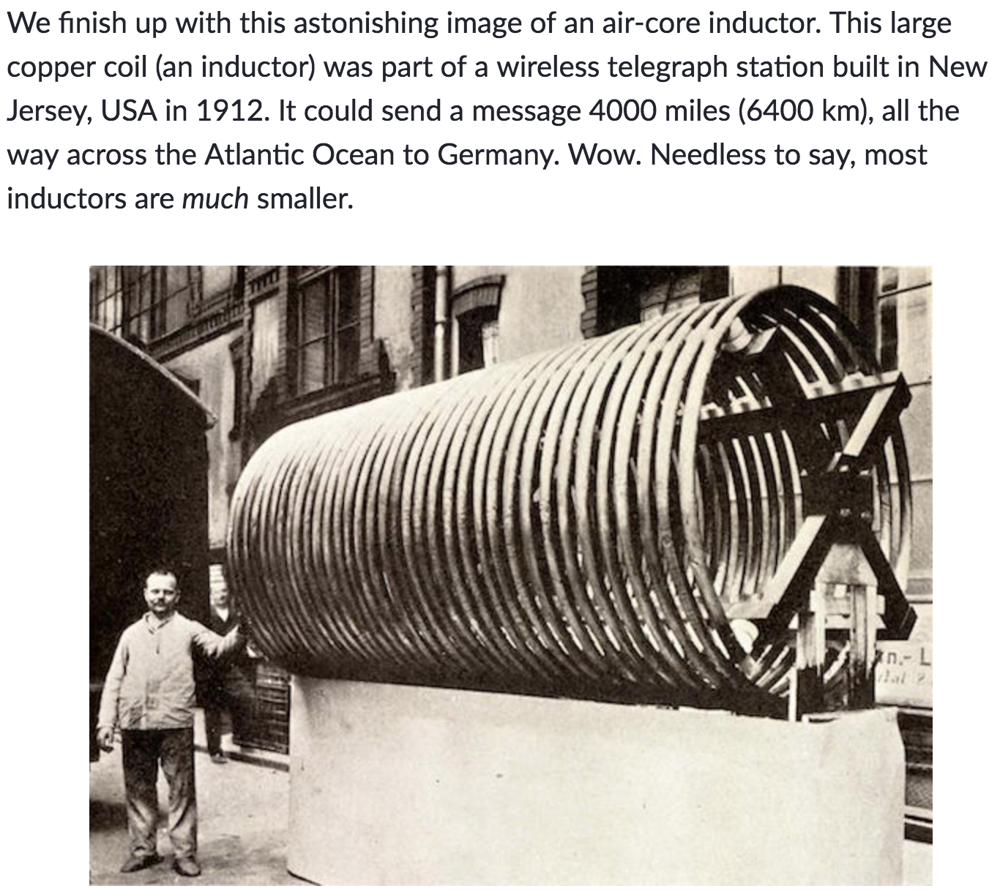 We finish up with this astonishing image of an air-core inductor. This large
copper coil (an inductor) was part of a wireless telegraph station built in New
Jersey, USA in 1912. It could send a message 4000 miles (6400 km), all the
way across the Atlantic Ocean to Germany. Wow. Needless to say, most
inductors are much smaller.
n.- L